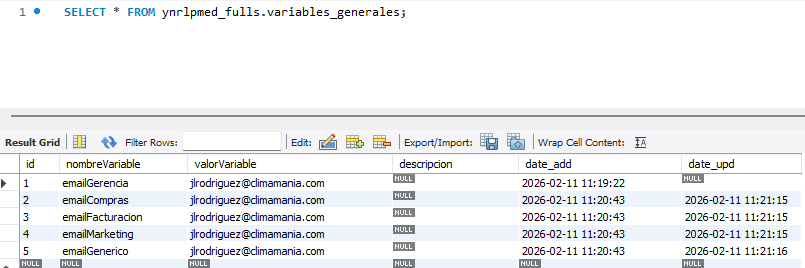 1 SELECT * FROM ynrlpmed_fulls.variables_generales;
Result Grid Filter Rows: Edit: Export/Import: Wrap Cell Content:
id nombreVariable valorVariable descripcion date_add date_upd
1 emailGerencia jlrodriguez@climamania.com NULL 2026-02-11 11:19:22 NULL
2 emailCompras jlrodriguez@climamania.com NULL 2026-02-11 11:20:43 2026-02-11 11:21:15
3 emailFacturacion jlrodriguez@climamania.com NULL 2026-02-11 11:20:43 2026-02-11 11:21:15
4 emailMarketing jlrodriguez@climamania.com NULL 2026-02-11 11:20:43 2026-02-11 11:21:15
5 emailGenerico jlrodriguez@climamania.com NULL 2026-02-11 11:20:43 2026-02-11 11:21:16
NULL NULL NULL NULL NULL NULL